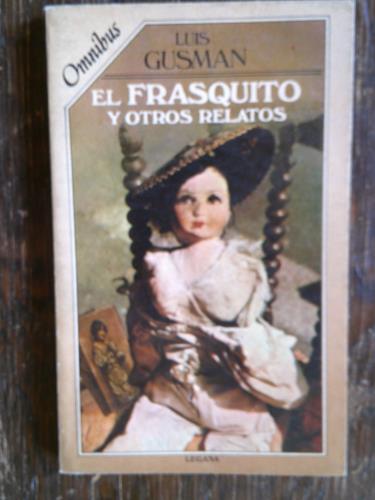 Omnibus
LUIS
GUSMAN
EL FRASQUITO
Y OTROS RELATOS
LEGASA